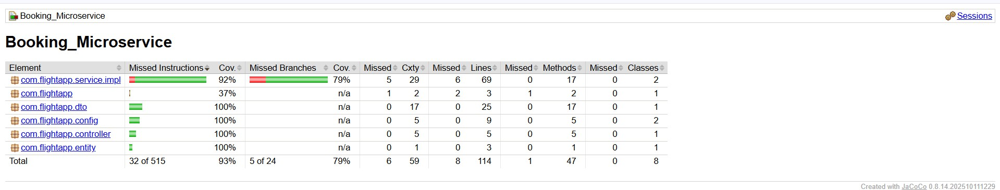 Booking_Microservice Sessions
Booking_Microservice
Element Missed Instructions Cov. Missed Branches Cov. Missed Cxty Missed Lines Missed Methods Missed Classes
com.flightapp.service.impl 92% 79% 5 29 6 69 0 17 0 2
com.flightapp 37% n/a 1 2 2 3 1 2 0 1
com.flightapp.dto 100% n/a 0 17 0 25 0 17 0 1
com.flightapp.config 100% n/a 0 5 0 9 0 5 0 2
com.flightapp.controller 100% n/a 0 5 0 5 0 5 0 1
com.flightapp.entity 100% n/a 0 1 0 3 0 1 0 1
Total 32 of 515 93% 5 of 24 79% 6 59 8 114 1 47 0 8
Created with JaCoCo 0.8.14.202510111229